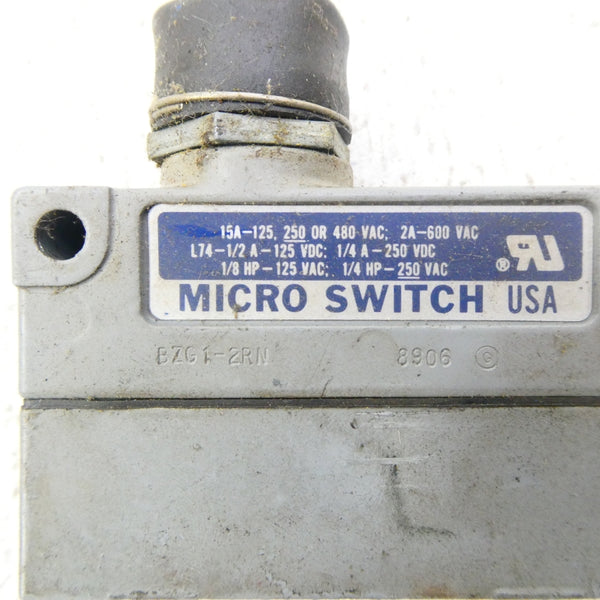 15A-125, 250 OR 480 VAC; 2A-600 VAC
L74-1/2 A-125 VDC; 1/4 A-250 VDC
1/8 HP-125 VAC; 1/4 HP-250 VAC
RU ®
MICRO SWITCH USA
BZG1-2RN 8906 G